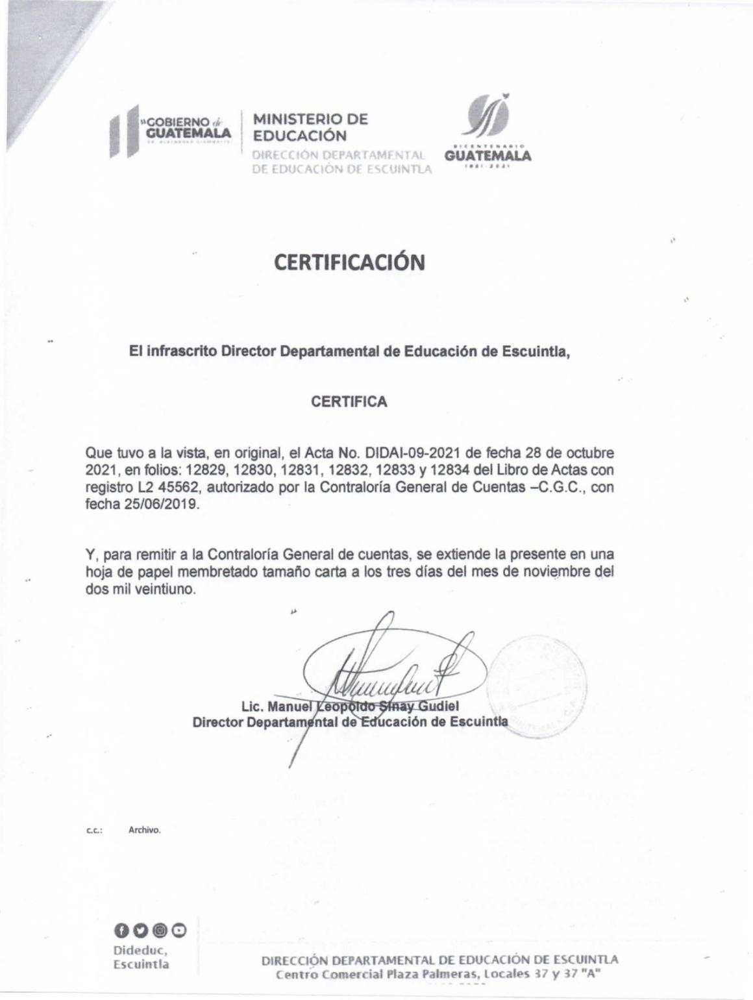 GOBIERNO de
GUATEMALA
DR. ALEJANDRO GIAMMATTEI
MINISTERIO DE
EDUCACIÓN
DIRECCIÓN DEPARTAMENTAL
DE EDUCACIÓN DE ESCUINTLA
BICENTENARIO
GUATEMALA
1821-2021
CERTIFICACIÓN
El infrascrito Director Departamental de Educación de Escuintla,
CERTIFICA
Que tuvo a la vista, en original, el Acta No. DIDAI-09-2021 de fecha 28 de octubre
2021, en folios: 12829, 12830, 12831, 12832, 12833 y 12834 del Libro de Actas con
registro L2 45562, autorizado por la Contraloría General de Cuentas –C.G.C., con
fecha 25/06/2019.
Y, para remitir a la Contraloría General de cuentas, se extiende la presente en una
hoja de papel membretado tamaño carta a los tres días del mes de noviembre del
dos mil veintiuno.
Lic. Manuel Leopoldo Sinay Gudiel
Director Departamental de Educación de Escuintla
GUATEMALA, C.A.
c.c.: Archivo.
Dideduc,
Escuintla
DIRECCIÓN DEPARTAMENTAL DE EDUCACIÓN DE ESCUINTLA
Centro Comercial Plaza Palmeras, Locales 37 y 37 "A"